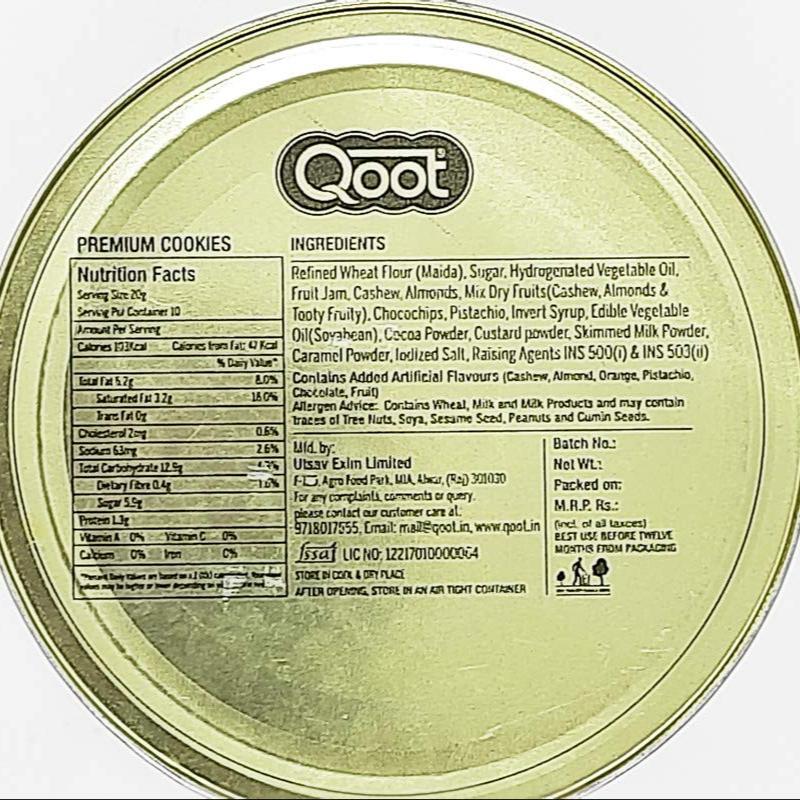 Qoot
PREMIUM COOKIES
Nutrition Facts
Serving Size 20g
Serving Per Container 10
Amount Per Serving
Calories 103Kcal Calories from Fat: 47 Kcal
% Daily Value*
Total Fat 5.2g 8.0%
Saturated Fat 3.2g 16.0%
Trans Fat 0g
Cholesterol 2mg 0.6%
Sodium 63mg 2.6%
Total Carbohydrate 12.9g
Dietary Fibre 0.4g 1.6%
Sugar 5.9g
Protein 1.3g
Vitamin A 0% Vitamin C 0%
Calcium 0% Iron 0%
INGREDIENTS
Refined Wheat Flour (Maida), Sugar, Hydrogenated Vegetable Oil,
Fruit Jam, Cashew, Almonds, Mix Dry Fruits(Cashew, Almonds &
Tooty Fruity), Chocochips, Pistachio, Invert Syrup, Edible Vegetable
Oil(Soyabean), Cocoa Powder, Custard powder, Skimmed Milk Powder,
Caramel Powder, Iodized Salt, Raising Agents INS 500(i) & INS 503(ii)
Contains Added Artificial Flavours (Cashew, Almond, Orange, Pistachio,
Chocolate, Fruit)
Allergen Advice: Contains Wheat, Milk and Milk Products and may contain
traces of Tree Nuts, Soya, Sesame Seed, Peanuts and Cumin Seeds.
Mfd. by:
Utsav Exim Limited
Agro Food Park, MIA, Alwar, (Raj) 301030
For any complaints, comments or query,
please contact our customer care at:
9718017555, Email: mail@qoot.in, www.qoot.in
fssai LIC NO: 12217010000064
STORE IN COOL & DRY PLACE
AFTER OPENING, STORE IN AN AIR TIGHT CONTAINER
Batch No.:
Net Wt.:
Packed on:
M.R.P. Rs.:
(incl. of all taxces)
BEST USE BEFORE TWELVE
MONTHS FROM PACKAGING